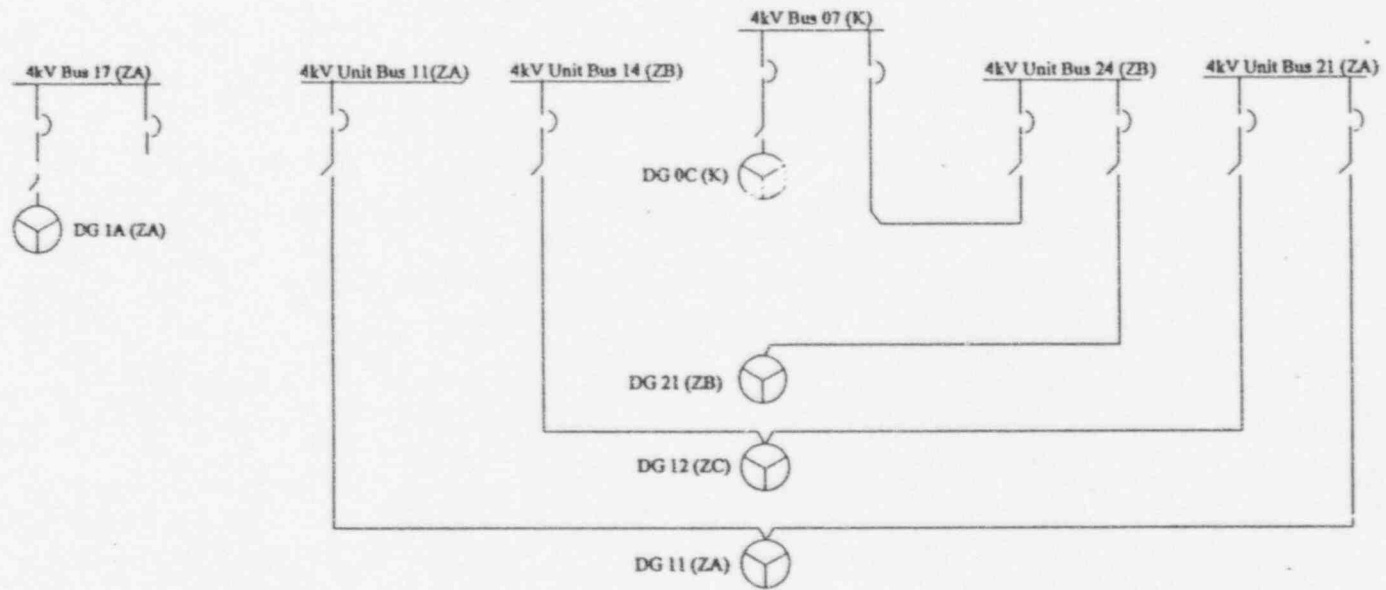 4kV Bus 07 (K)
4kV Bus 17 (ZA)
4kV Unit Bus 11(ZA)
4kV Unit Bus 14 (ZB)
4kV Unit Bus 24 (ZB)
4kV Unit Bus 21 (ZA)
DG 0C (K)
DG 1A (ZA)
DG 21 (ZB)
DG 12 (ZC)
DG 11 (ZA)